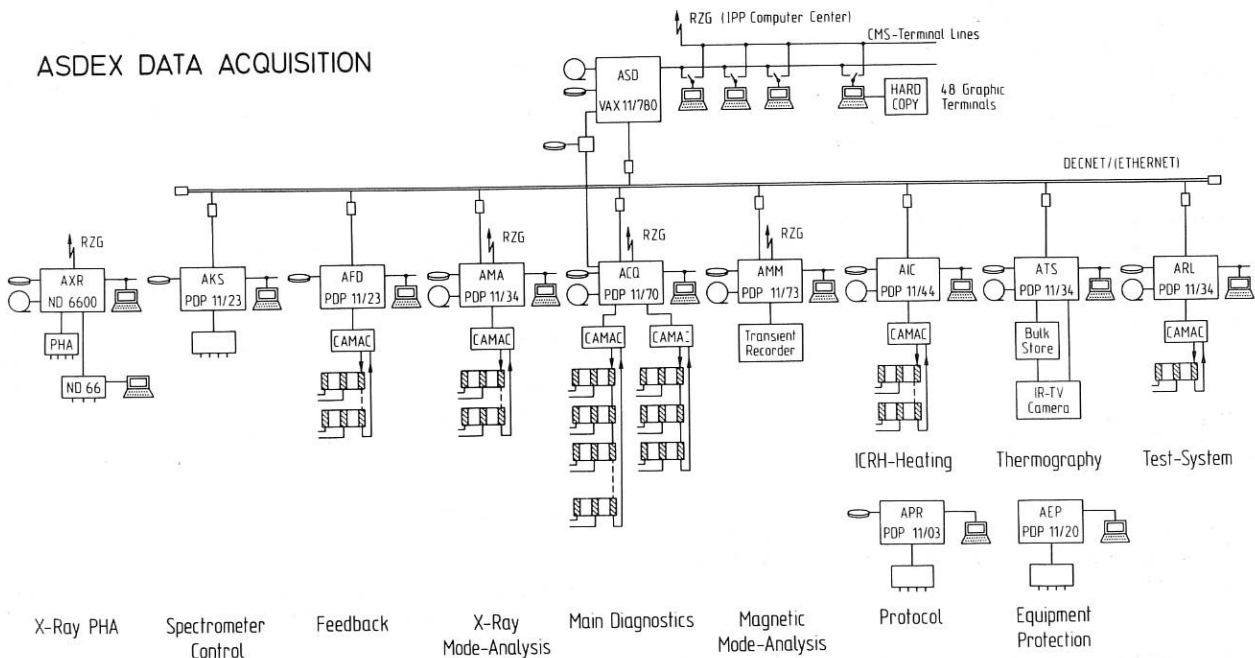 ASDEX DATA ACQUISITION
RZG (IPP Computer Center)
CMS-Terminal Lines
ASD
VAX 11/780
HARD
COPY
48 Graphic
Terminals
DECNET/(ETHERNET)
RZG
AXR
ND 6600
PHA
ND 66
AKS
PDP 11/23
AFD
PDP 11/23
CAMAC
RZG
AMA
PDP 11/34
CAMAC
RZG
ACQ
PDP 11/70
CAMAC
CAMAC
RZG
AMM
PDP 11/73
Transient
Recorder
AIC
PDP 11/44
CAMAC
ATS
PDP 11/34
Bulk
Store
IR-TV
Camera
ARL
PDP 11/34
CAMAC
ICRH-Heating
Thermography
Test-System
APR
PDP 11/03
AEP
PDP 11/20
X-Ray PHA
Spectrometer
Control
Feedback
X-Ray
Mode-Analysis
Main Diagnostics
Magnetic
Mode-Analysis
Protocol
Equipment
Protection